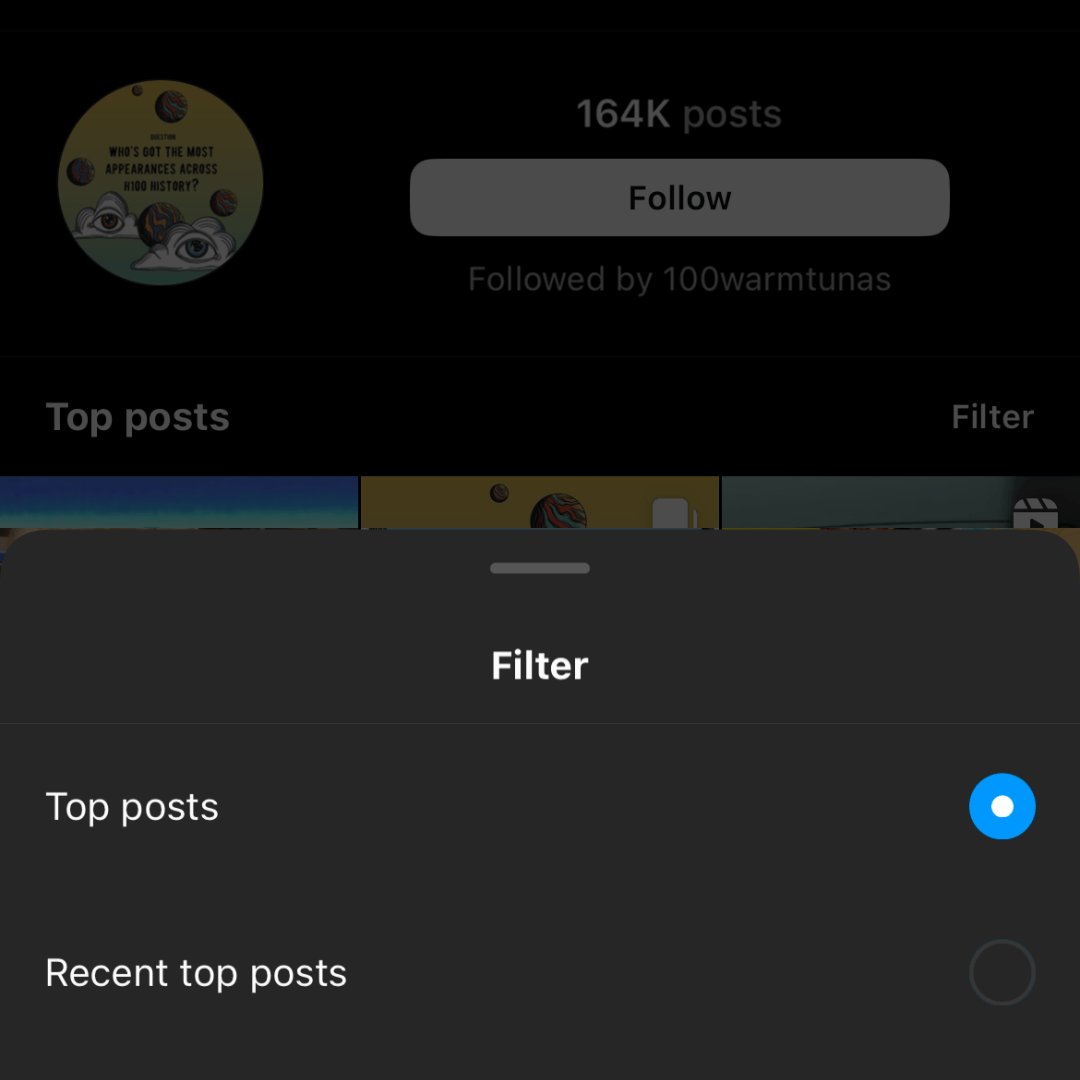 164K posts
QUESTION
WHO'S GOT THE MOST
APPEARANCES ACROSS
H100 HISTORY?
Follow
Followed by 100warmtunas
Top posts
Filter
Filter
Top posts
Recent top posts